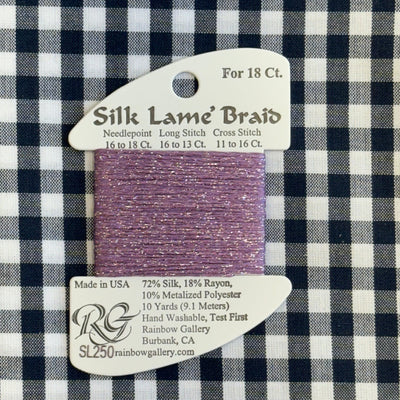 For 18 Ct.
Silk Lamé Braid
Needlepoint Long Stitch Cross Stitch
16 to 18 Ct. 16 to 13 Ct. 11 to 16 Ct.
Made in USA
RG
SL250
72% Silk, 18% Rayon,
10% Metalized Polyester
10 Yards (9.1 Meters)
Hand Washable, Test First
Rainbow Gallery
Burbank, CA
rainbowgallery.com